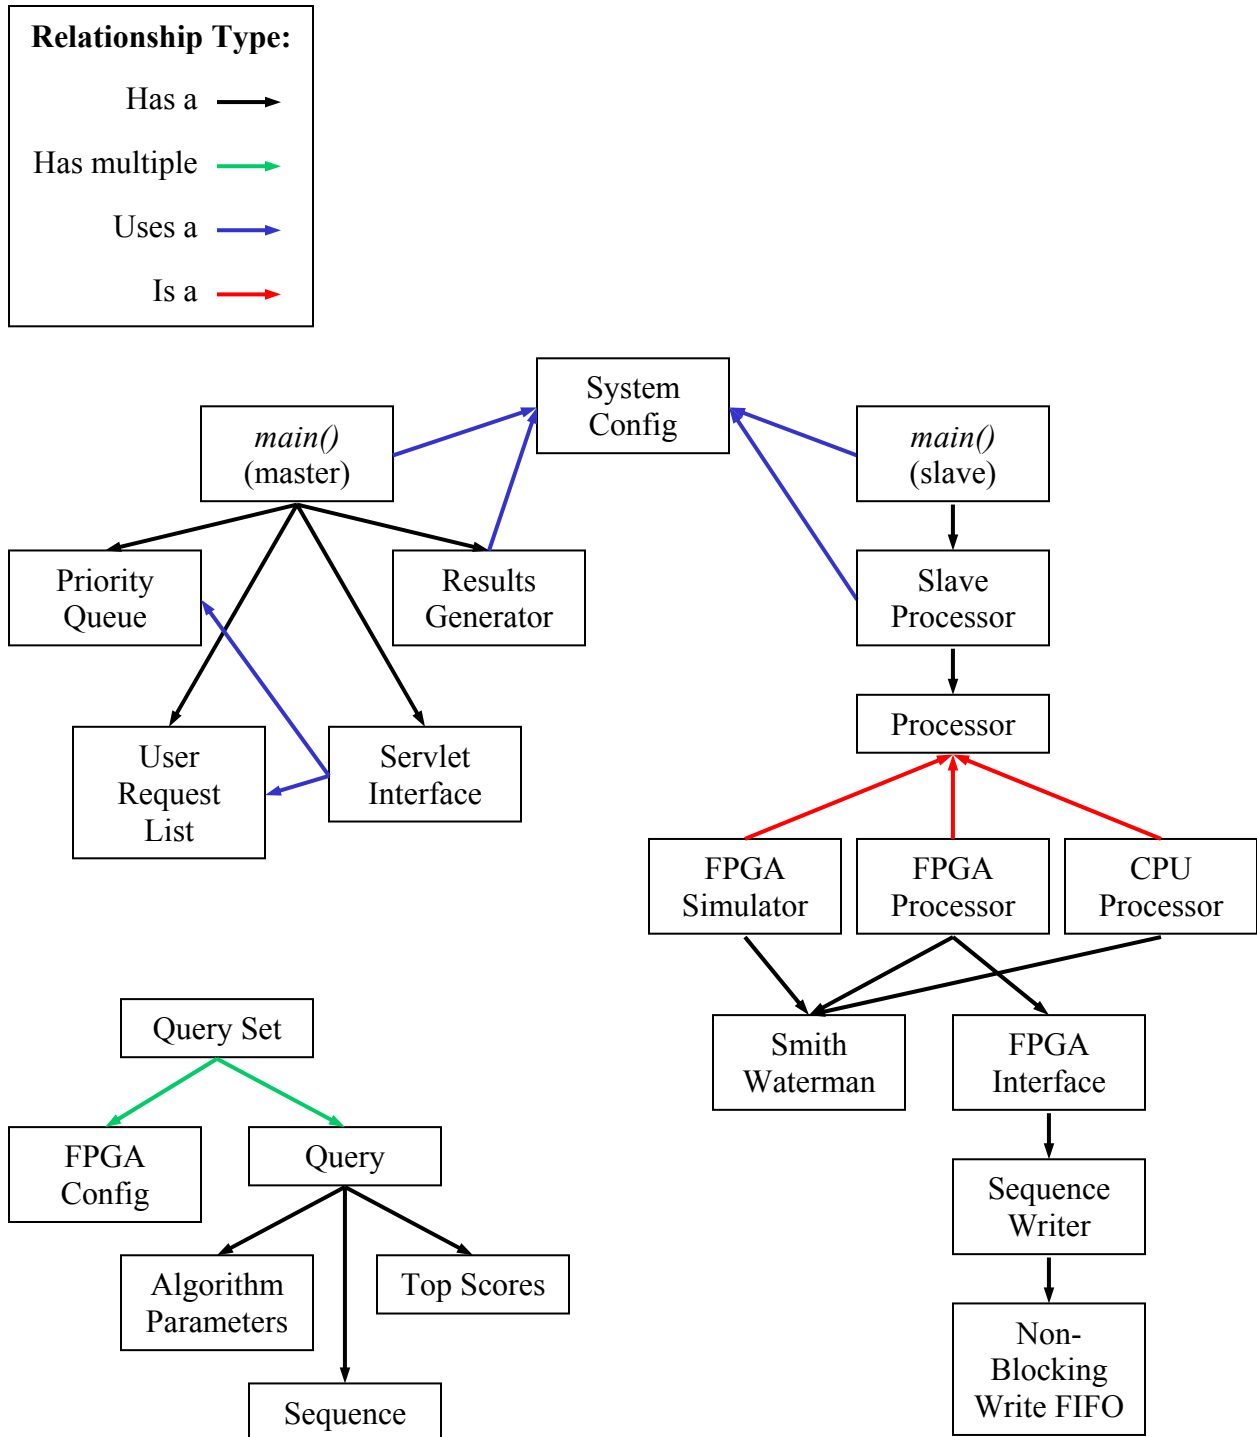 Relationship Type:
Has a
Has multiple
Uses a
Is a
System
Config
main()
(master)
main()
(slave)
Priority
Queue
Results
Generator
Slave
Processor
User
Request
List
Servlet
Interface
Processor
FPGA
Simulator
FPGA
Processor
CPU
Processor
Query Set
Smith
Waterman
FPGA
Interface
FPGA
Config
Query
Sequence
Writer
Algorithm
Parameters
Top Scores
Non-
Blocking
Write FIFO
Sequence